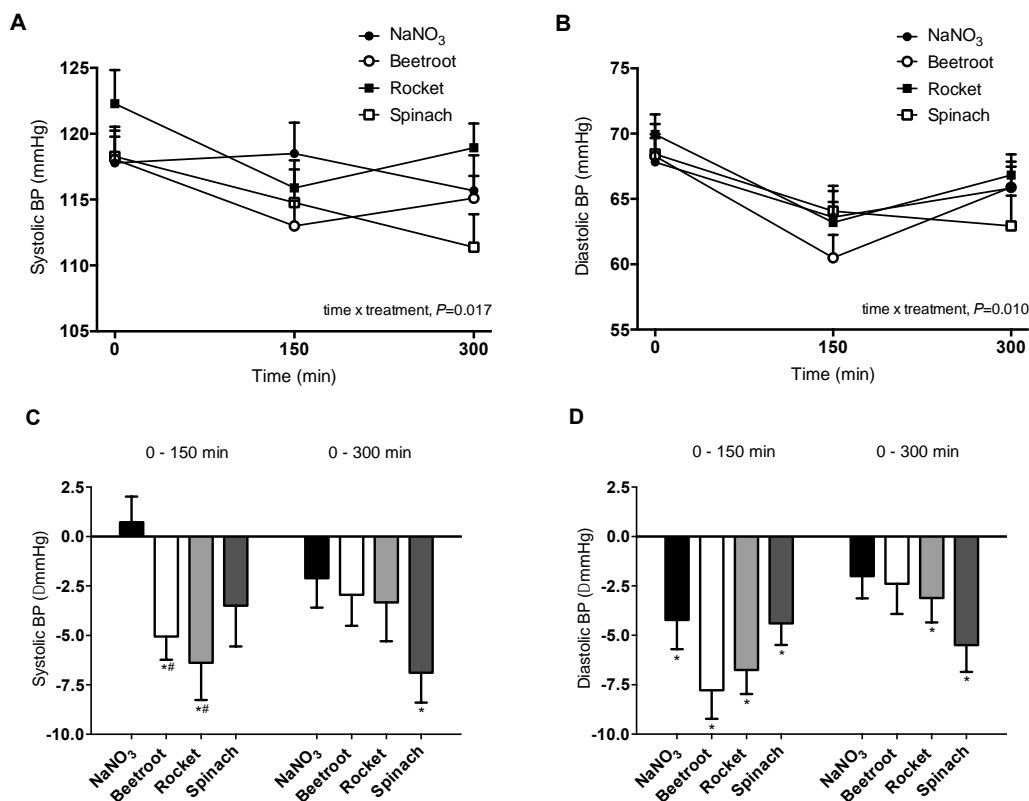 A
NaNO3
Beetroot
Rocket
Spinach
125
120
115
110
105
Systolic BP (mmHg)
time x treatment, P=0.017
0
150
300
Time (min)
B
NaNO3
Beetroot
Rocket
Spinach
75
70
65
60
55
Diastolic BP (mmHg)
time x treatment, P=0.010
0
150
300
Time (min)
C
0 - 150 min
0 - 300 min
2.5
0.0
-2.5
-5.0
-7.5
-10.0
Systolic BP (DmmHg)
*#
*#
*
NaNO3
Beetroot
Rocket
Spinach
NaNO3
Beetroot
Rocket
Spinach
D
0 - 150 min
0 - 300 min
2.5
0.0
-2.5
-5.0
-7.5
-10.0
Diastolic BP (DmmHg)
*
*
*
*
*
*
NaNO3
Beetroot
Rocket
Spinach
NaNO3
Beetroot
Rocket
Spinach